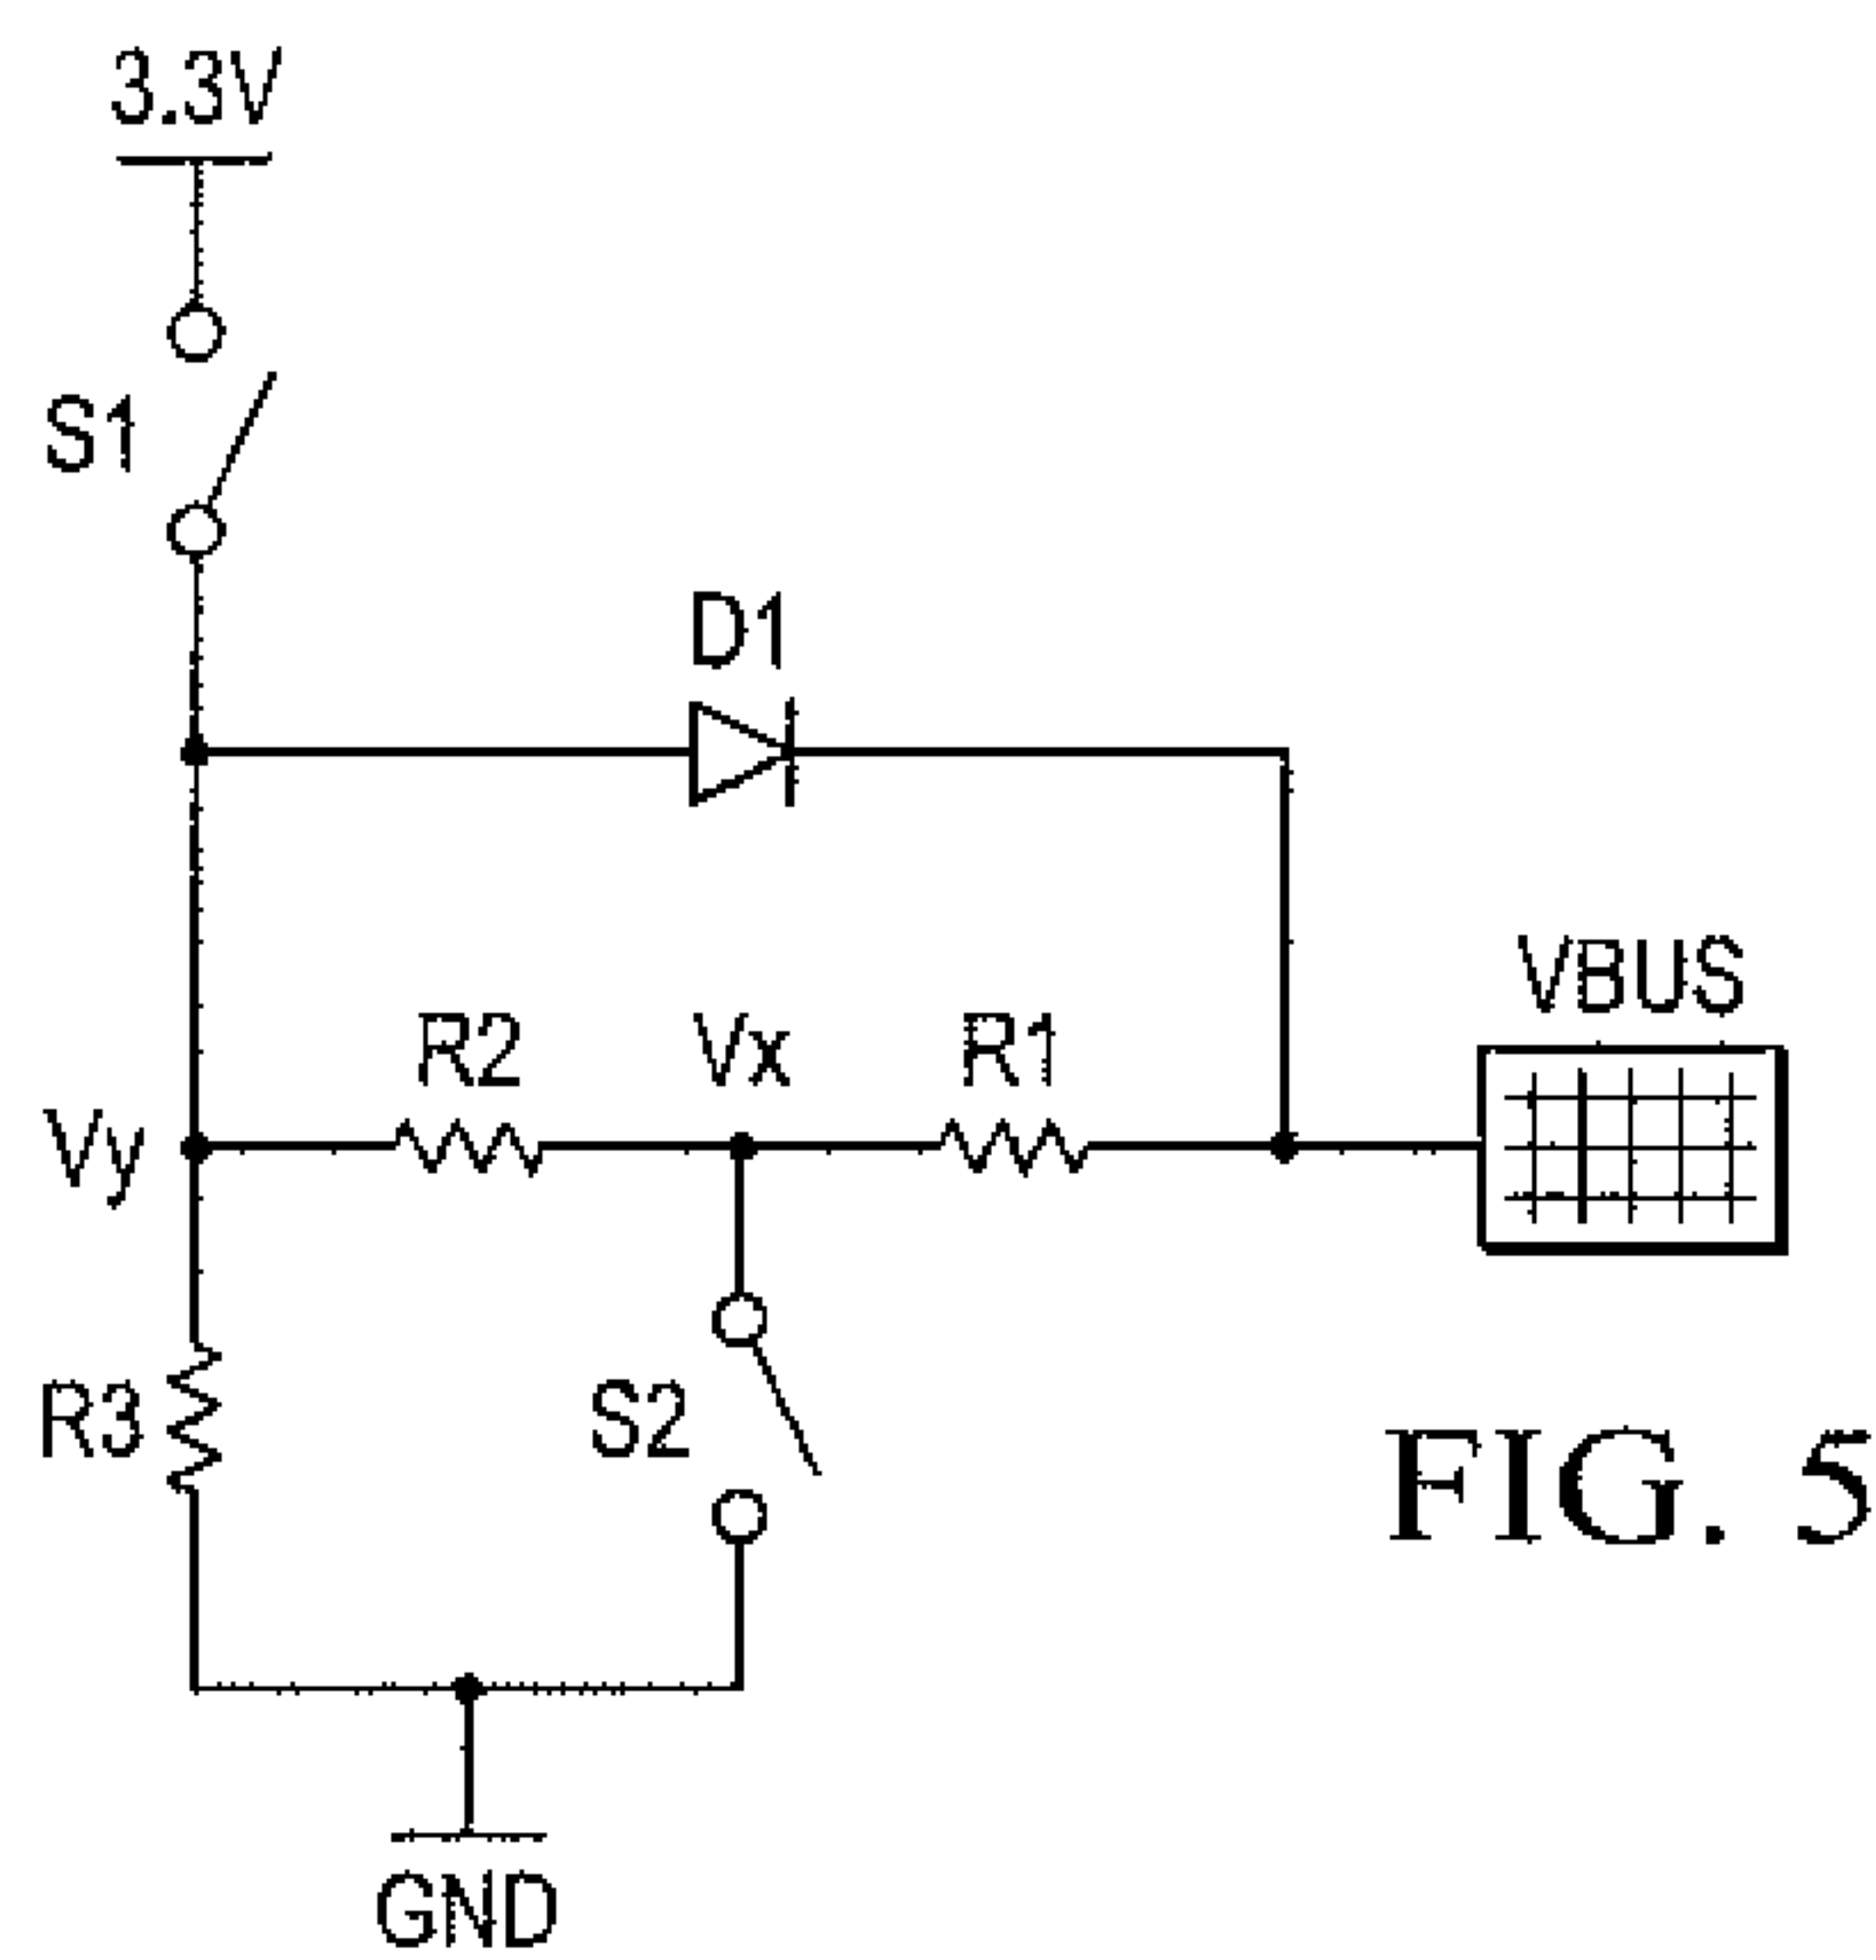 3.3V
S1
D1
VBUS
R2
Vx
R1
Vy
R3
S2
FIG. 5
GND